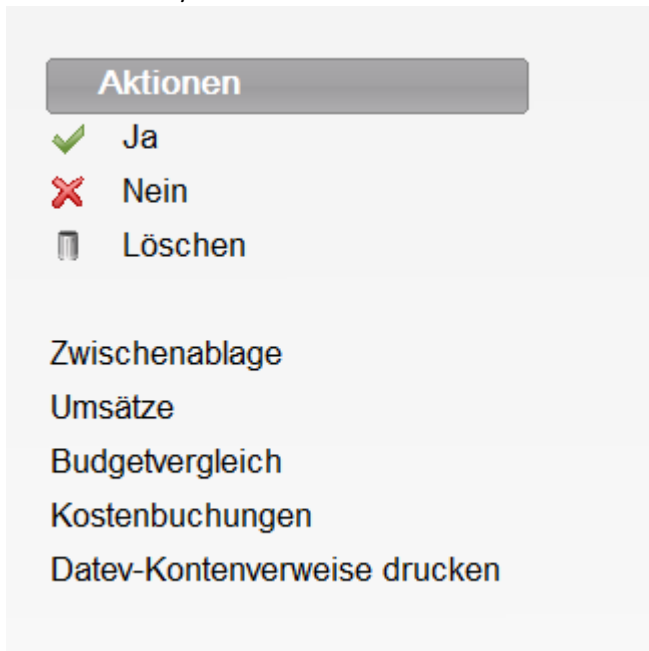 Aktionen
Ja
Nein
Löschen
Zwischenablage
Umsätze
Budgetvergleich
Kostenbuchungen
Datev-Kontenverweise drucken